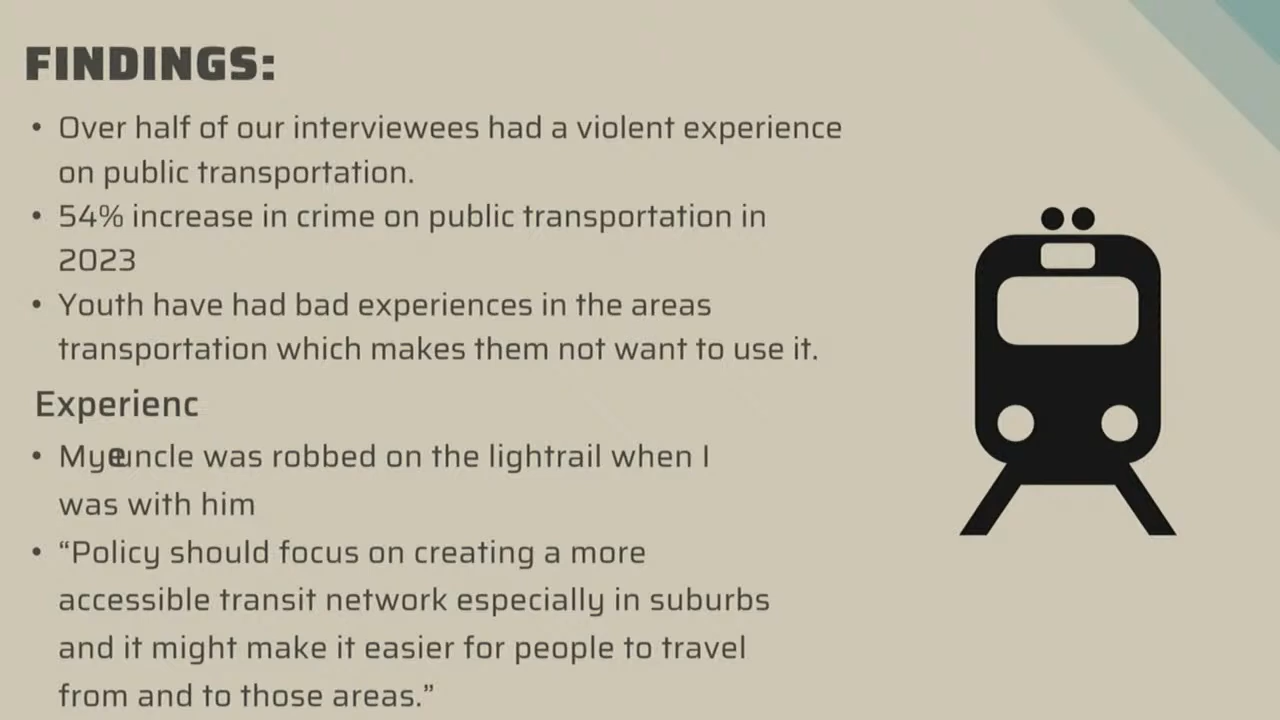 FINDINGS:
• Over half of our interviewees had a violent experience
on public transportation.
• 54% increase in crime on public transportation in
2023
• Youth have had bad experiences in the areas
transportation which makes them not want to use it.
Experienc
e
• My uncle was robbed on the lightrail when I
was with him
• “Policy should focus on creating a more
accessible transit network especially in suburbs
and it might make it easier for people to travel
from and to those areas.”